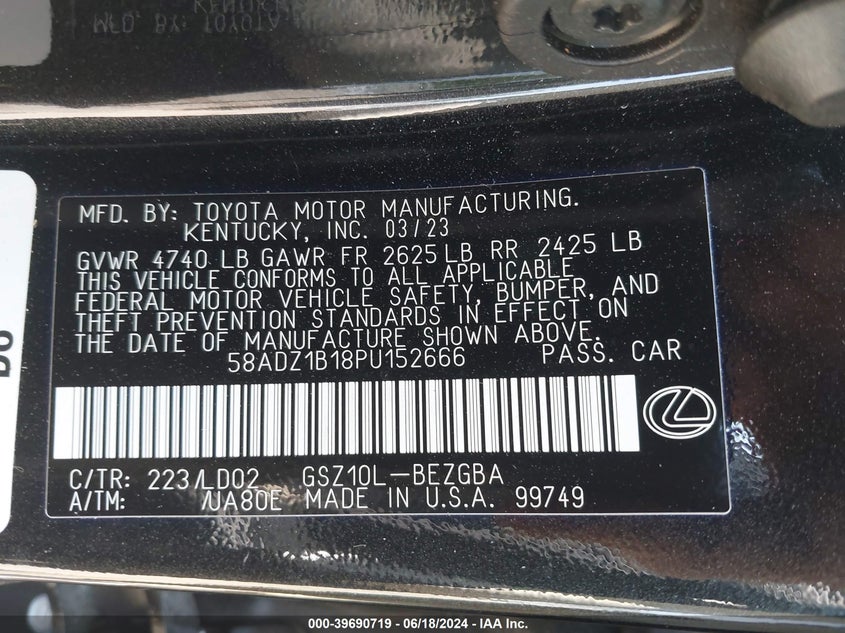 MFD. BY: TOYOTA
MFD. BY: TOYOTA MOTOR MANUFACTURING.
KENTUCKY, INC. 03/23
GVWR 4740 LB GAWR FR 2625 LB RR 2425 LB
THIS VEHICLE CONFORMS TO ALL APPLICABLE
FEDERAL MOTOR VEHICLE SAFETY, BUMPER, AND
THEFT PREVENTION STANDARDS IN EFFECT ON
THE DATE OF MANUFACTURE SHOWN ABOVE.
58ADZ1B18PU152666 PASS. CAR
C/TR: 223/LD02 GSZ10L-BEZGBA
A/TM: /UA80E MADE IN U.S.A. 99749
000-39690719 - 06/18/2024 - IAA Inc.